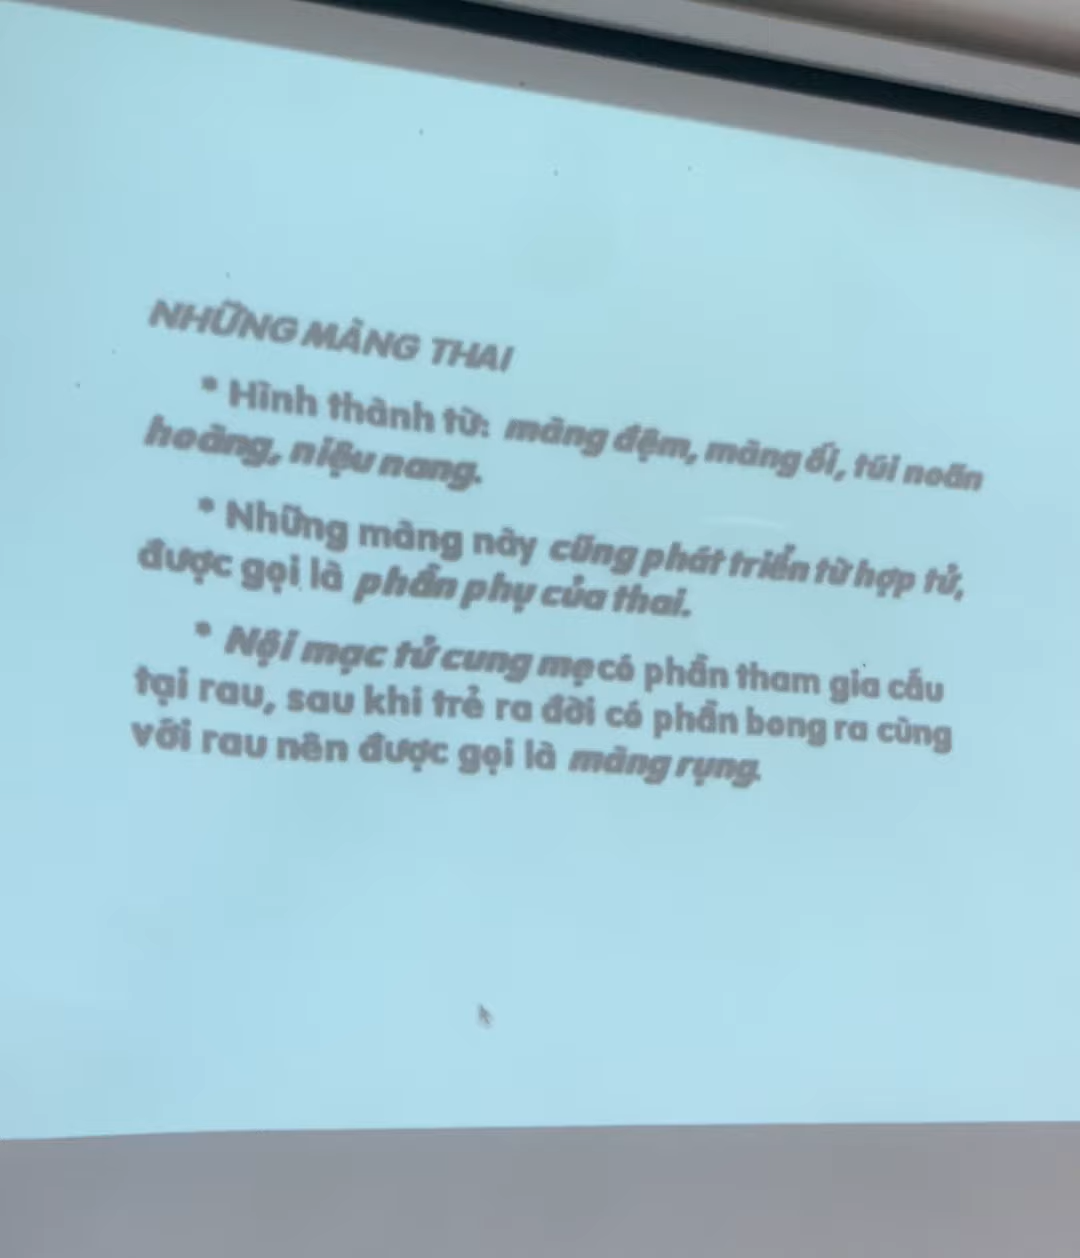 NHỮNG MÀNG THAI
* Hình thành từ: màng đệm, màng ối, túi noãn
hoàng, niệu nang.
* Những màng này cũng phát triển từ hợp tử,
được gọi là phần phụ của thai.
* Nội mạc tử cung mẹ có phần tham gia cấu
tại rau, sau khi trẻ ra đời có phần bong ra cùng
với rau nên được gọi là màng rụng.